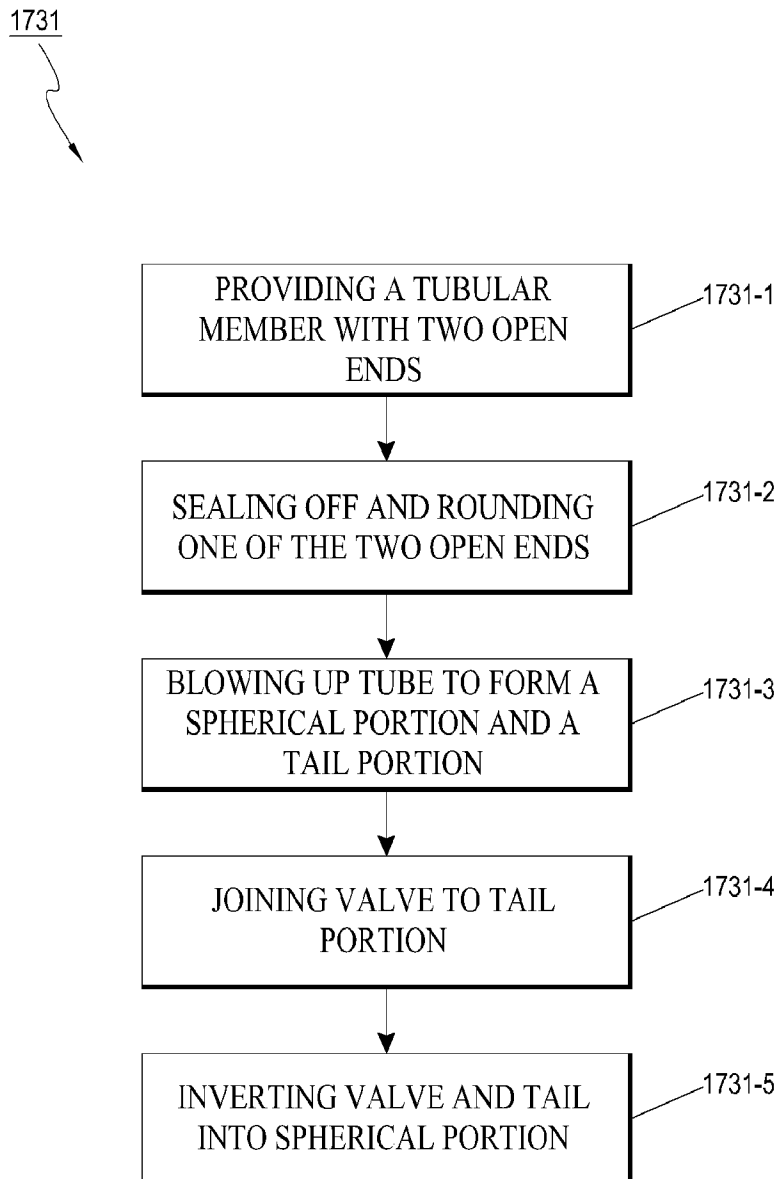 1731
PROVIDING A TUBULAR
MEMBER WITH TWO OPEN
ENDS
1731-1
SEALING OFF AND ROUNDING
ONE OF THE TWO OPEN ENDS
1731-2
BLOWING UP TUBE TO FORM A
SPHERICAL PORTION AND A
TAIL PORTION
1731-3
JOINING VALVE TO TAIL
PORTION
1731-4
INVERTING VALVE AND TAIL
INTO SPHERICAL PORTION
1731-5